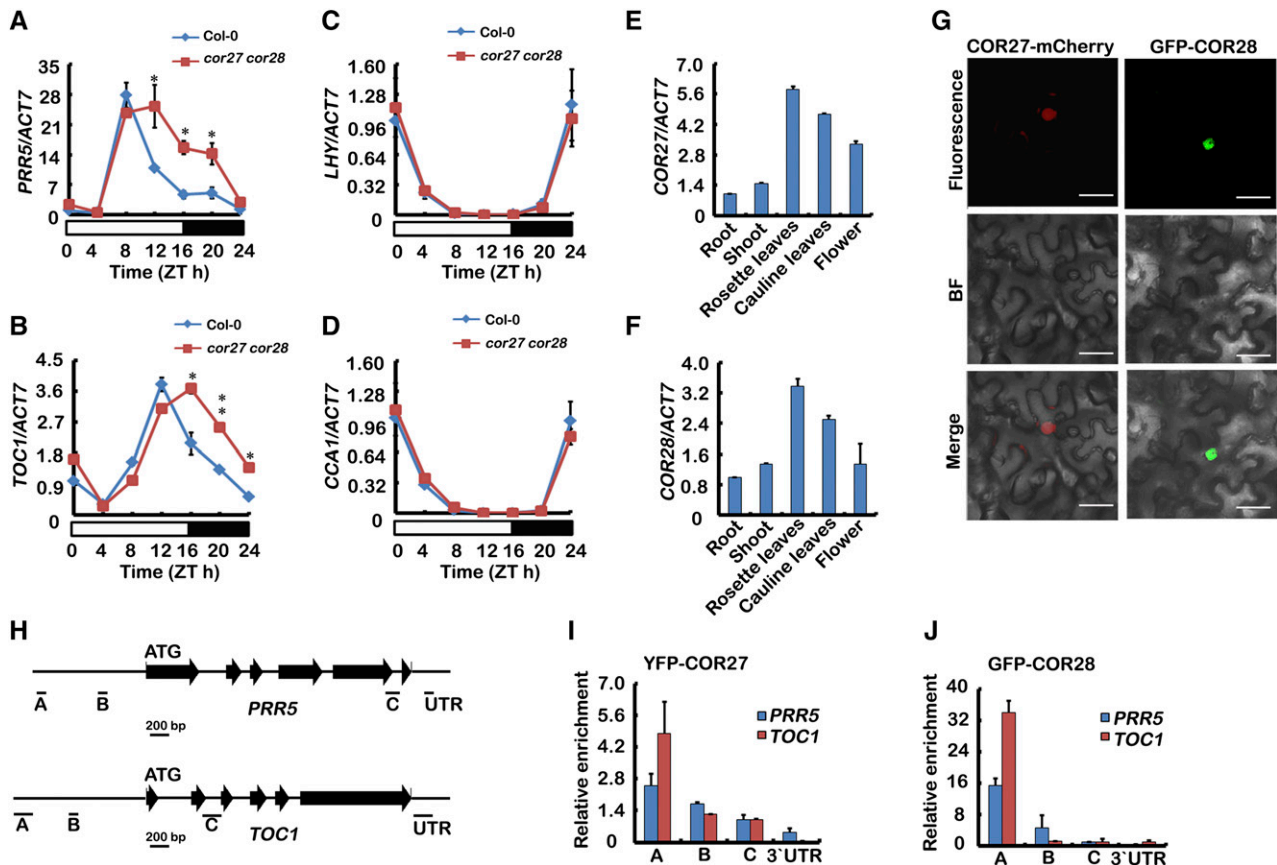 A
Col-0
cor27 cor28
PRR5/ACT7
35
28
21
14
7
0
* * *
0 4 8 12 16 20 24
Time (ZT h)
B
Col-0
cor27 cor28
TOC1/ACT7
4.5
3.6
2.7
1.8
0.9
0
* ** *
0 4 8 12 16 20 24
Time (ZT h)
C
Col-0
cor27 cor28
LHY/ACT7
1.60
1.28
0.96
0.64
0.32
0
0 4 8 12 16 20 24
Time (ZT h)
D
Col-0
cor27 cor28
CCA1/ACT7
1.60
1.28
0.96
0.64
0.32
0
0 4 8 12 16 20 24
Time (ZT h)
E
COR27/ACT7
7.0
5.6
4.2
2.8
1.4
0
Root
Shoot
Rosette leaves
Cauline leaves
Flower
F
COR28/ACT7
4.0
3.2
2.4
1.6
0.8
0
Root
Shoot
Rosette leaves
Cauline leaves
Flower
G
COR27-mCherry GFP-COR28
Fluorescence
BF
Merge
H
ATG
A B PRR5 C UTR
200 bp
ATG
A B C TOC1 UTR
200 bp
I
YFP-COR27
Relative enrichment
7.0
5.6
4.2
2.8
1.4
0
PRR5
TOC1
A B C 3`UTR
J
GFP-COR28
Relative enrichment
40
32
24
16
8
0
PRR5
TOC1
A B C 3`UTR